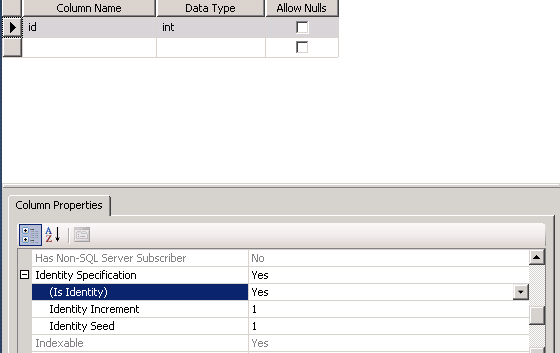 Column Name Data Type Allow Nulls
id int
Column Properties
Has Non-SQL Server Subscriber No
Identity Specification Yes
(Is Identity) Yes
Identity Increment 1
Identity Seed 1
Indexable Yes